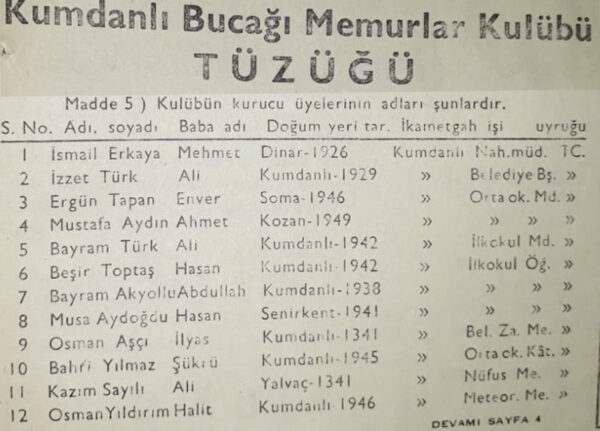 Kumdanlı Bucağı Memurlar Kulübü
TÜZÜĞÜ
Madde 5 ) Kulübün kurucu üyelerinin adları şunlardır.
S. No. Adı, soyadı Baba adı Doğum yeri tar. İkametgah işi uyruğu
1 İsmail Erkaya Mehmet Dinar-1926 Kumdanlı Nah.müd. TC.
2 İzzet Türk Ali Kumdanlı-1929 » Belediye Bş. »
3 Ergün Tapan Enver Soma-1946 » Orta ok. Md. »
4 Mustafa Aydın Ahmet Kozan-1949 » » » »
5 Bayram Türk Ali Kumdanlı-1942 » İlkokul Md. »
6 Beşir Toptaş Hasan Kumdanlı-1942 » İlkokul Öğ. »
7 Bayram Akyollu Abdullah Kumdanlı-1938 » » » »
8 Musa Aydoğdu Hasan Senirkent-1941 » » » »
9 Osman Aşçı İlyas Kumdanlı-1341 » Bel. Za. Me. »
10 Bahri Yılmaz Şükrü Kumdanlı-1945 » Orta ok. Kât. »
11 Kazım Sayılı Ali Yalvaç-1341 » Nüfus Me. »
12 Osman Yıldırım Halit Kumdanlı-1946 » Meteor. Me. »
DEVAMI SAYFA 4